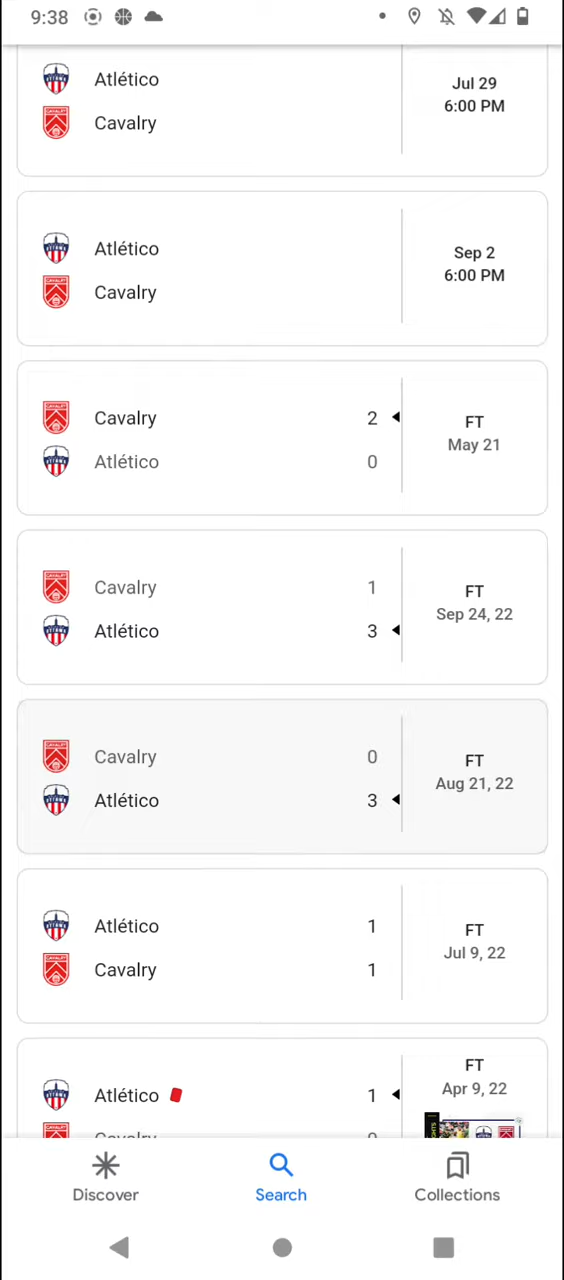 9:38
Atlético
Cavalry
Jul 29
6:00 PM
Atlético
Cavalry
Sep 2
6:00 PM
Cavalry 2
Atlético 0
FT
May 21
Cavalry 1
Atlético 3
FT
Sep 24, 22
Cavalry 0
Atlético 3
FT
Aug 21, 22
Atlético 1
Cavalry 1
FT
Jul 9, 22
Atlético 1
Cavalry 0
FT
Apr 9, 22
Discover
Search
Collections